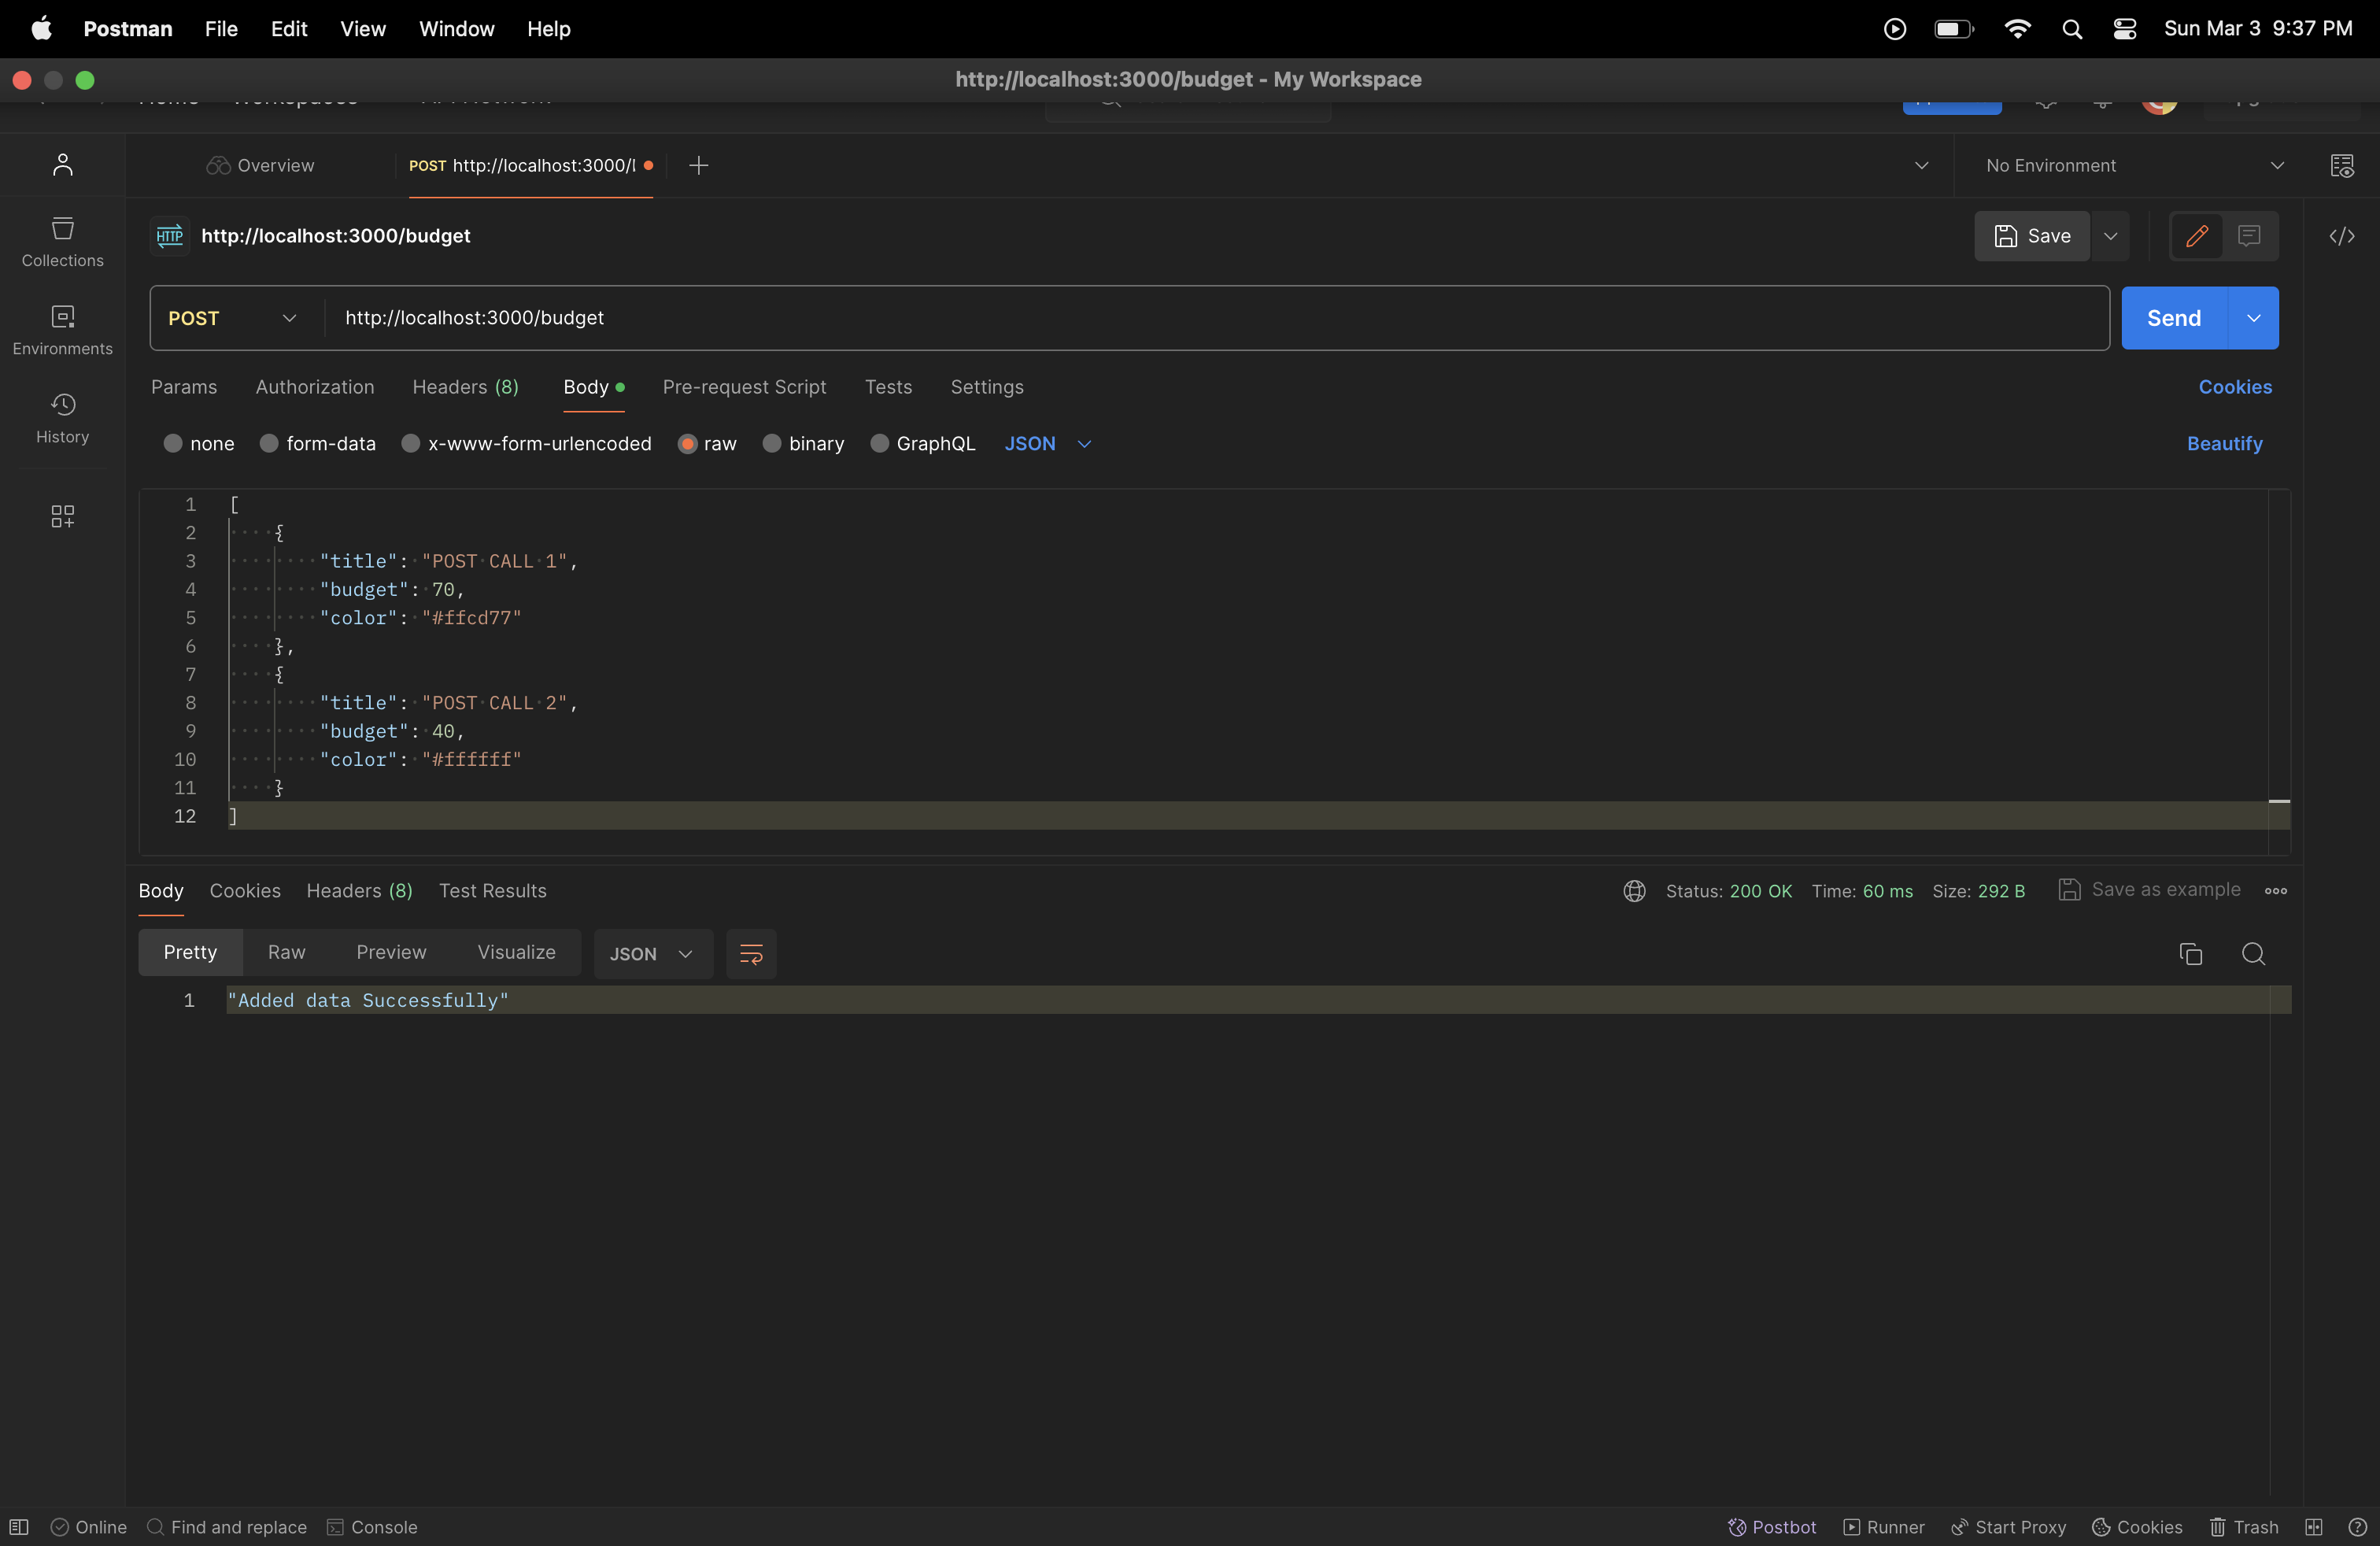 Postman File Edit View Window Help Sun Mar 3 9:37 PM
http://localhost:3000/budget - My Workspace
Overview POST http://localhost:3000/l No Environment
HTTP http://localhost:3000/budget Save
Collections
Environments
History
POST http://localhost:3000/budget Send
Params Authorization Headers (8) Body Pre-request Script Tests Settings Cookies
none form-data x-www-form-urlencoded raw binary GraphQL JSON Beautify
1 [
2 {
3 "title": "POST CALL 1",
4 "budget": 70,
5 "color": "#ffcd77"
6 },
7 {
8 "title": "POST CALL 2",
9 "budget": 40,
10 "color": "#ffffff"
11 }
12 ]
Body Cookies Headers (8) Test Results Status: 200 OK Time: 60 ms Size: 292 B Save as example
Pretty Raw Preview Visualize JSON
1 "Added data Successfully"
Online Find and replace Console Postbot Runner Start Proxy Cookies Trash